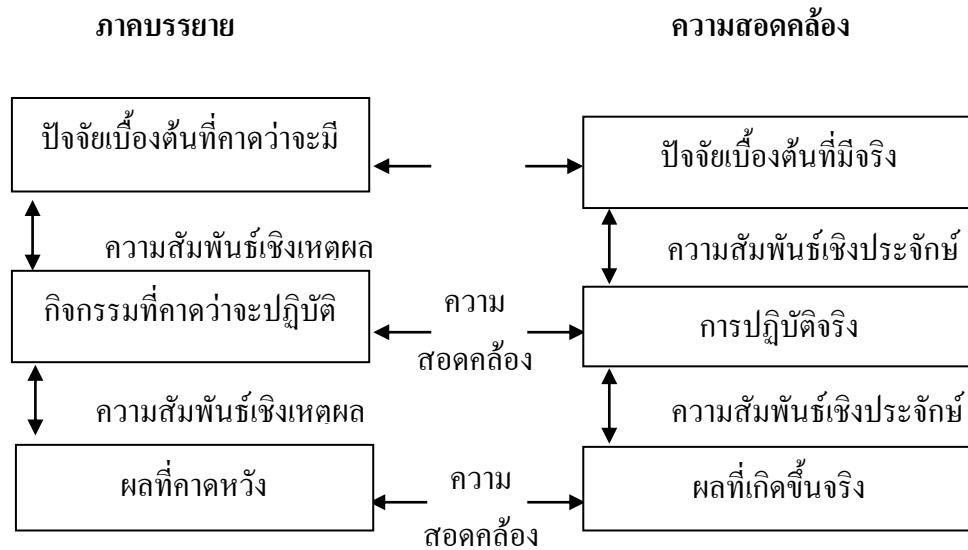 ภาคบรรยาย
ความสอดคล้อง
ปัจจัยเบื้องต้นที่คาดว่าจะมี
ปัจจัยเบื้องต้นที่มีจริง
ความสัมพันธ์เชิงเหตุผล
ความสัมพันธ์เชิงประจักษ์
กิจกรรมที่คาดว่าจะปฏิบัติ
ความ
สอดคล้อง
การปฏิบัติจริง
ความสัมพันธ์เชิงเหตุผล
ความสัมพันธ์เชิงประจักษ์
ผลที่คาดหวัง
ความ
สอดคล้อง
ผลที่เกิดขึ้นจริง